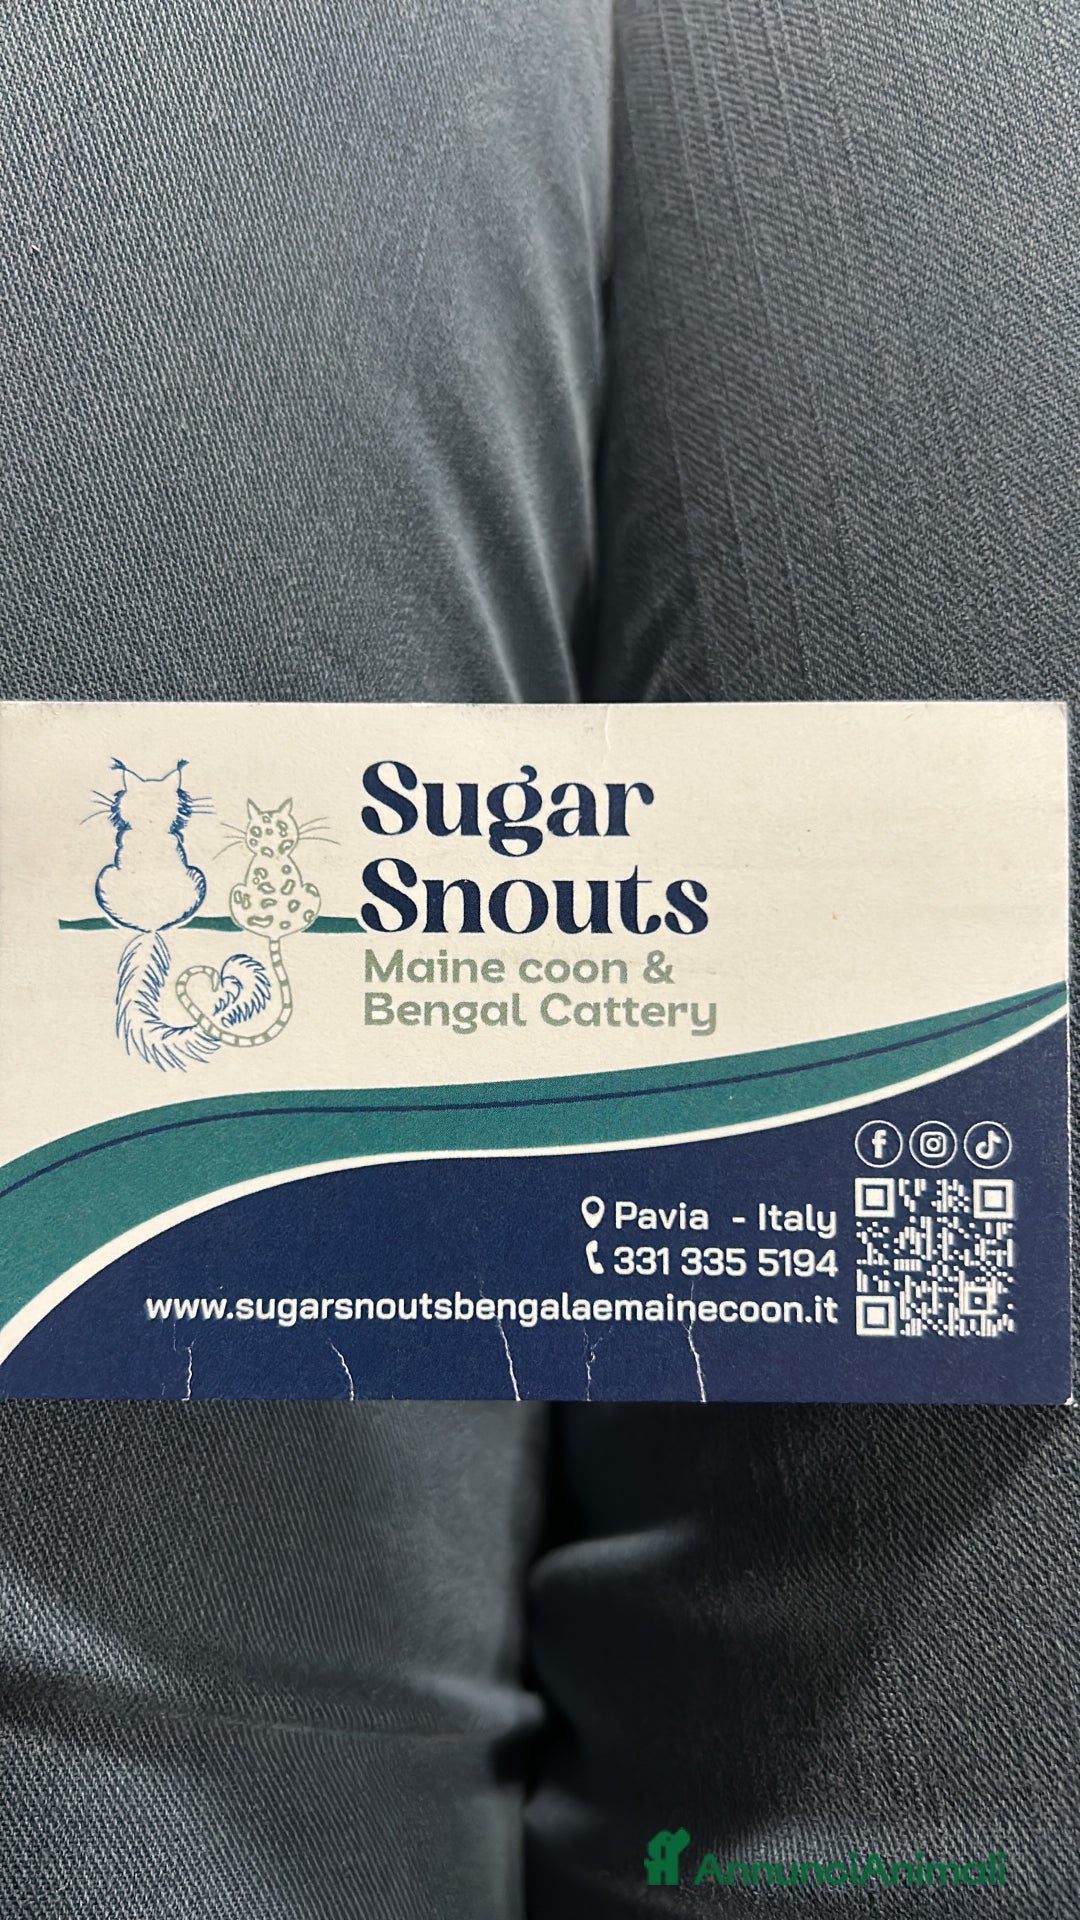 Sugar
Snouts
Maine coon &
Bengal Cattery
Pavia - Italy
331 335 5194
www.sugarsnoutsbengalaemainecoon.it
AnnunciAnimali